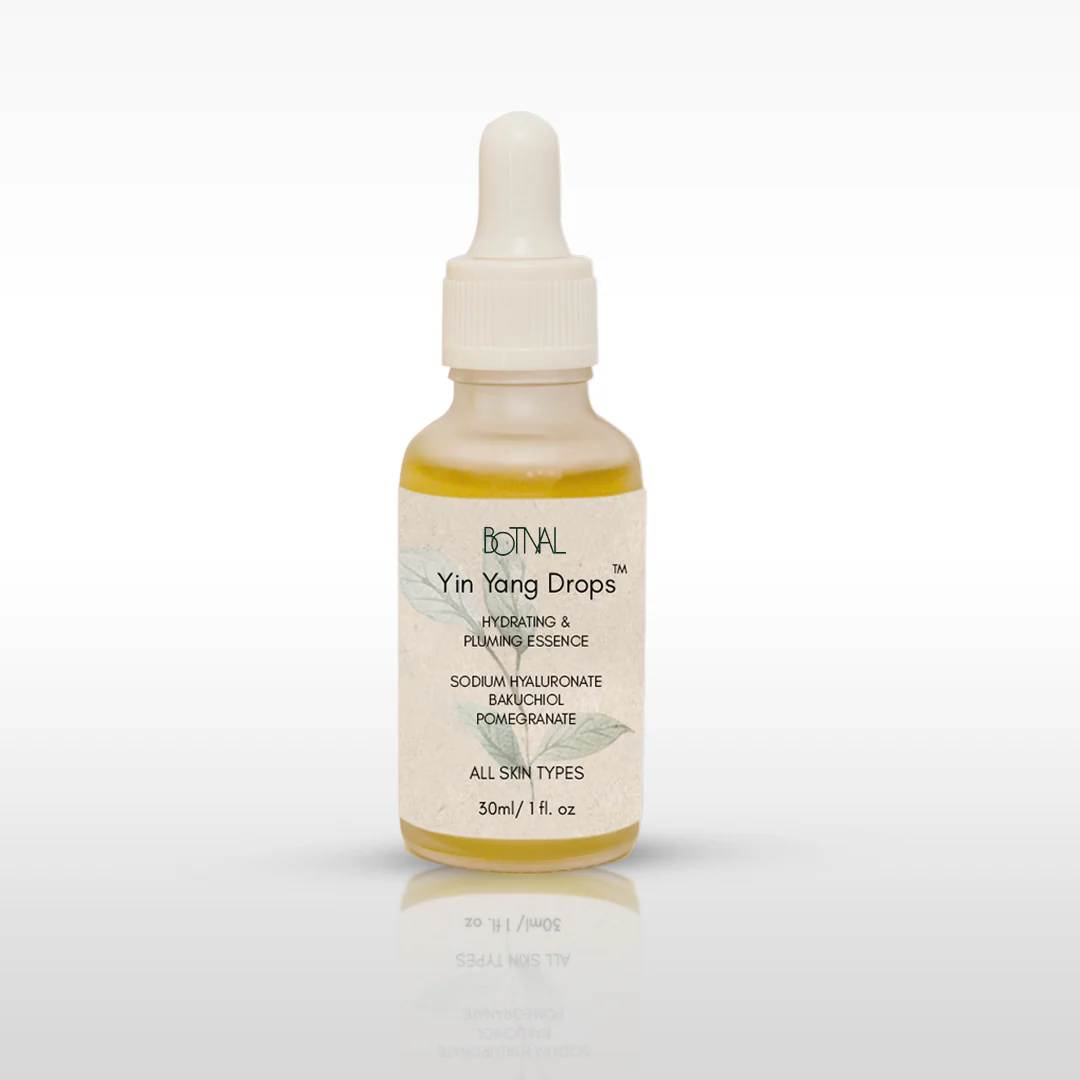 BOTNAL
Yin Yang Drops™
HYDRATING &
PLUMING ESSENCE
SODIUM HYALURONATE
BAKUCHIOL
POMEGRANATE
ALL SKIN TYPES
30ml/ 1 fl. oz